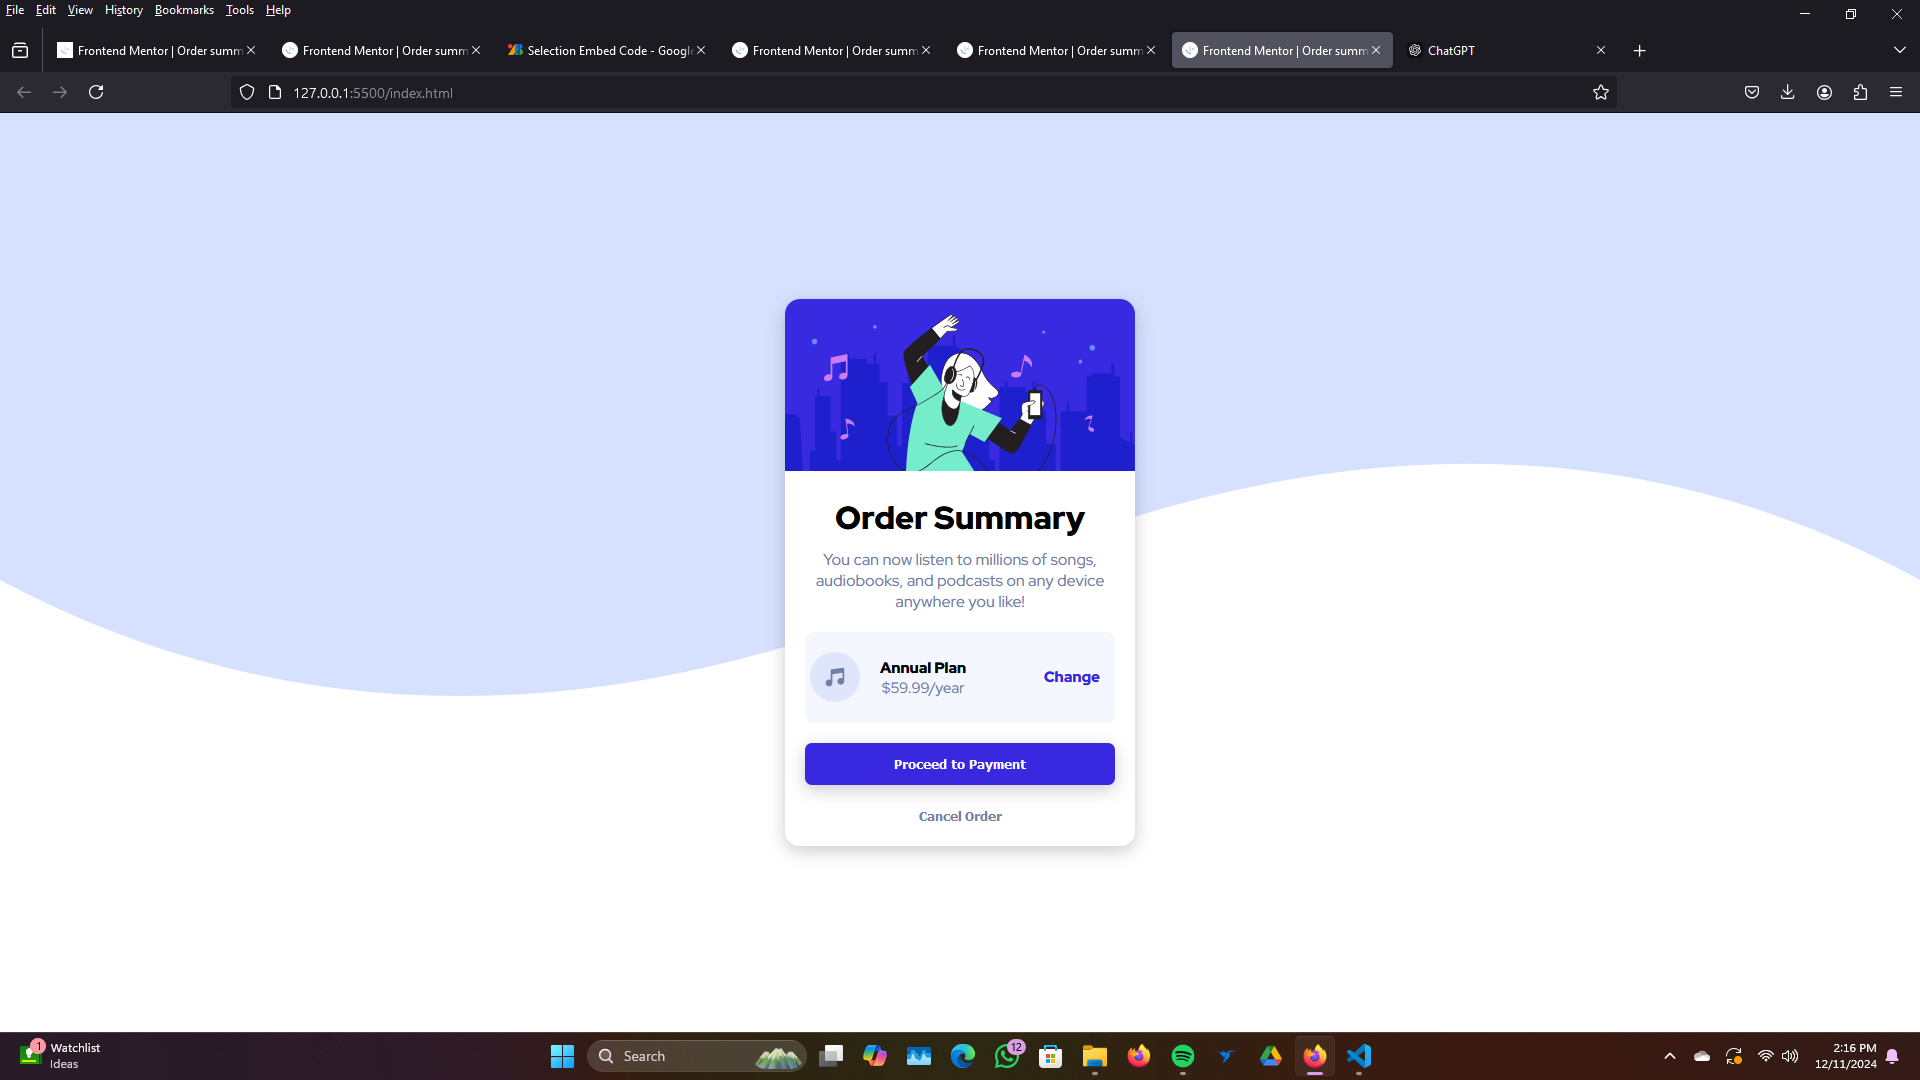 File Edit View History Bookmarks Tools Help
Frontend Mentor | Order summ
Frontend Mentor | Order summ
Selection Embed Code - Google
Frontend Mentor | Order summ
Frontend Mentor | Order summ
Frontend Mentor | Order summ
ChatGPT
127.0.0.1:5500/index.html
Order Summary
You can now listen to millions of songs,
audiobooks, and podcasts on any device
anywhere you like!
Annual Plan
$59.99/year
Change
Proceed to Payment
Cancel Order
1
Watchlist
Ideas
Search
12
2:16 PM
12/11/2024